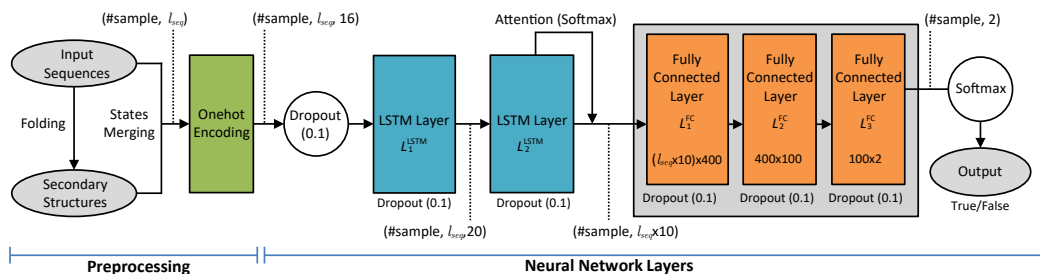 (#sample, lseq)
(#sample, lseq, 16)
Attention (Softmax)
(#sample, 2)
Input
Sequences
Folding
Secondary
Structures
States
Merging
Onehot
Encoding
Dropout
(0.1)
LSTM Layer
L1LSTM
Dropout (0.1)
(#sample, lseq,20)
LSTM Layer
L2LSTM
Dropout (0.1)
(#sample, lseqx10)
Fully
Connected
Layer
L1FC
(lseqx10)x400
Dropout (0.1)
Fully
Connected
Layer
L2FC
400x100
Dropout (0.1)
Fully
Connected
Layer
L3FC
100x2
Dropout (0.1)
Softmax
Output
True/False
Preprocessing
Neural Network Layers